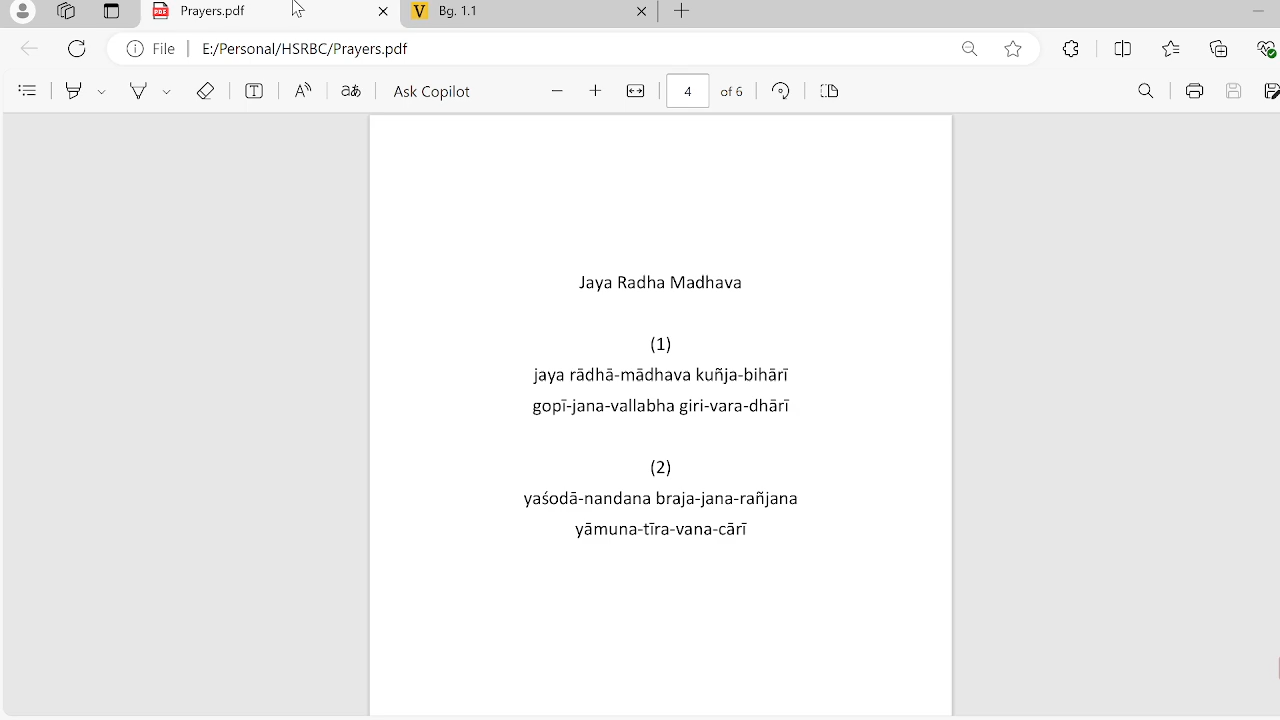 Prayers.pdf
Bg. 1.1
File
E:/Personal/HSRBC/Prayers.pdf
Ask Copilot
4 of 6
Jaya Radha Madhava
(1)
jaya rādhā-mādhava kuñja-bihārī
gopī-jana-vallabha giri-vara-dhārī
(2)
yaśodā-nandana braja-jana-rañjana
yāmuna-tīra-vana-cārī